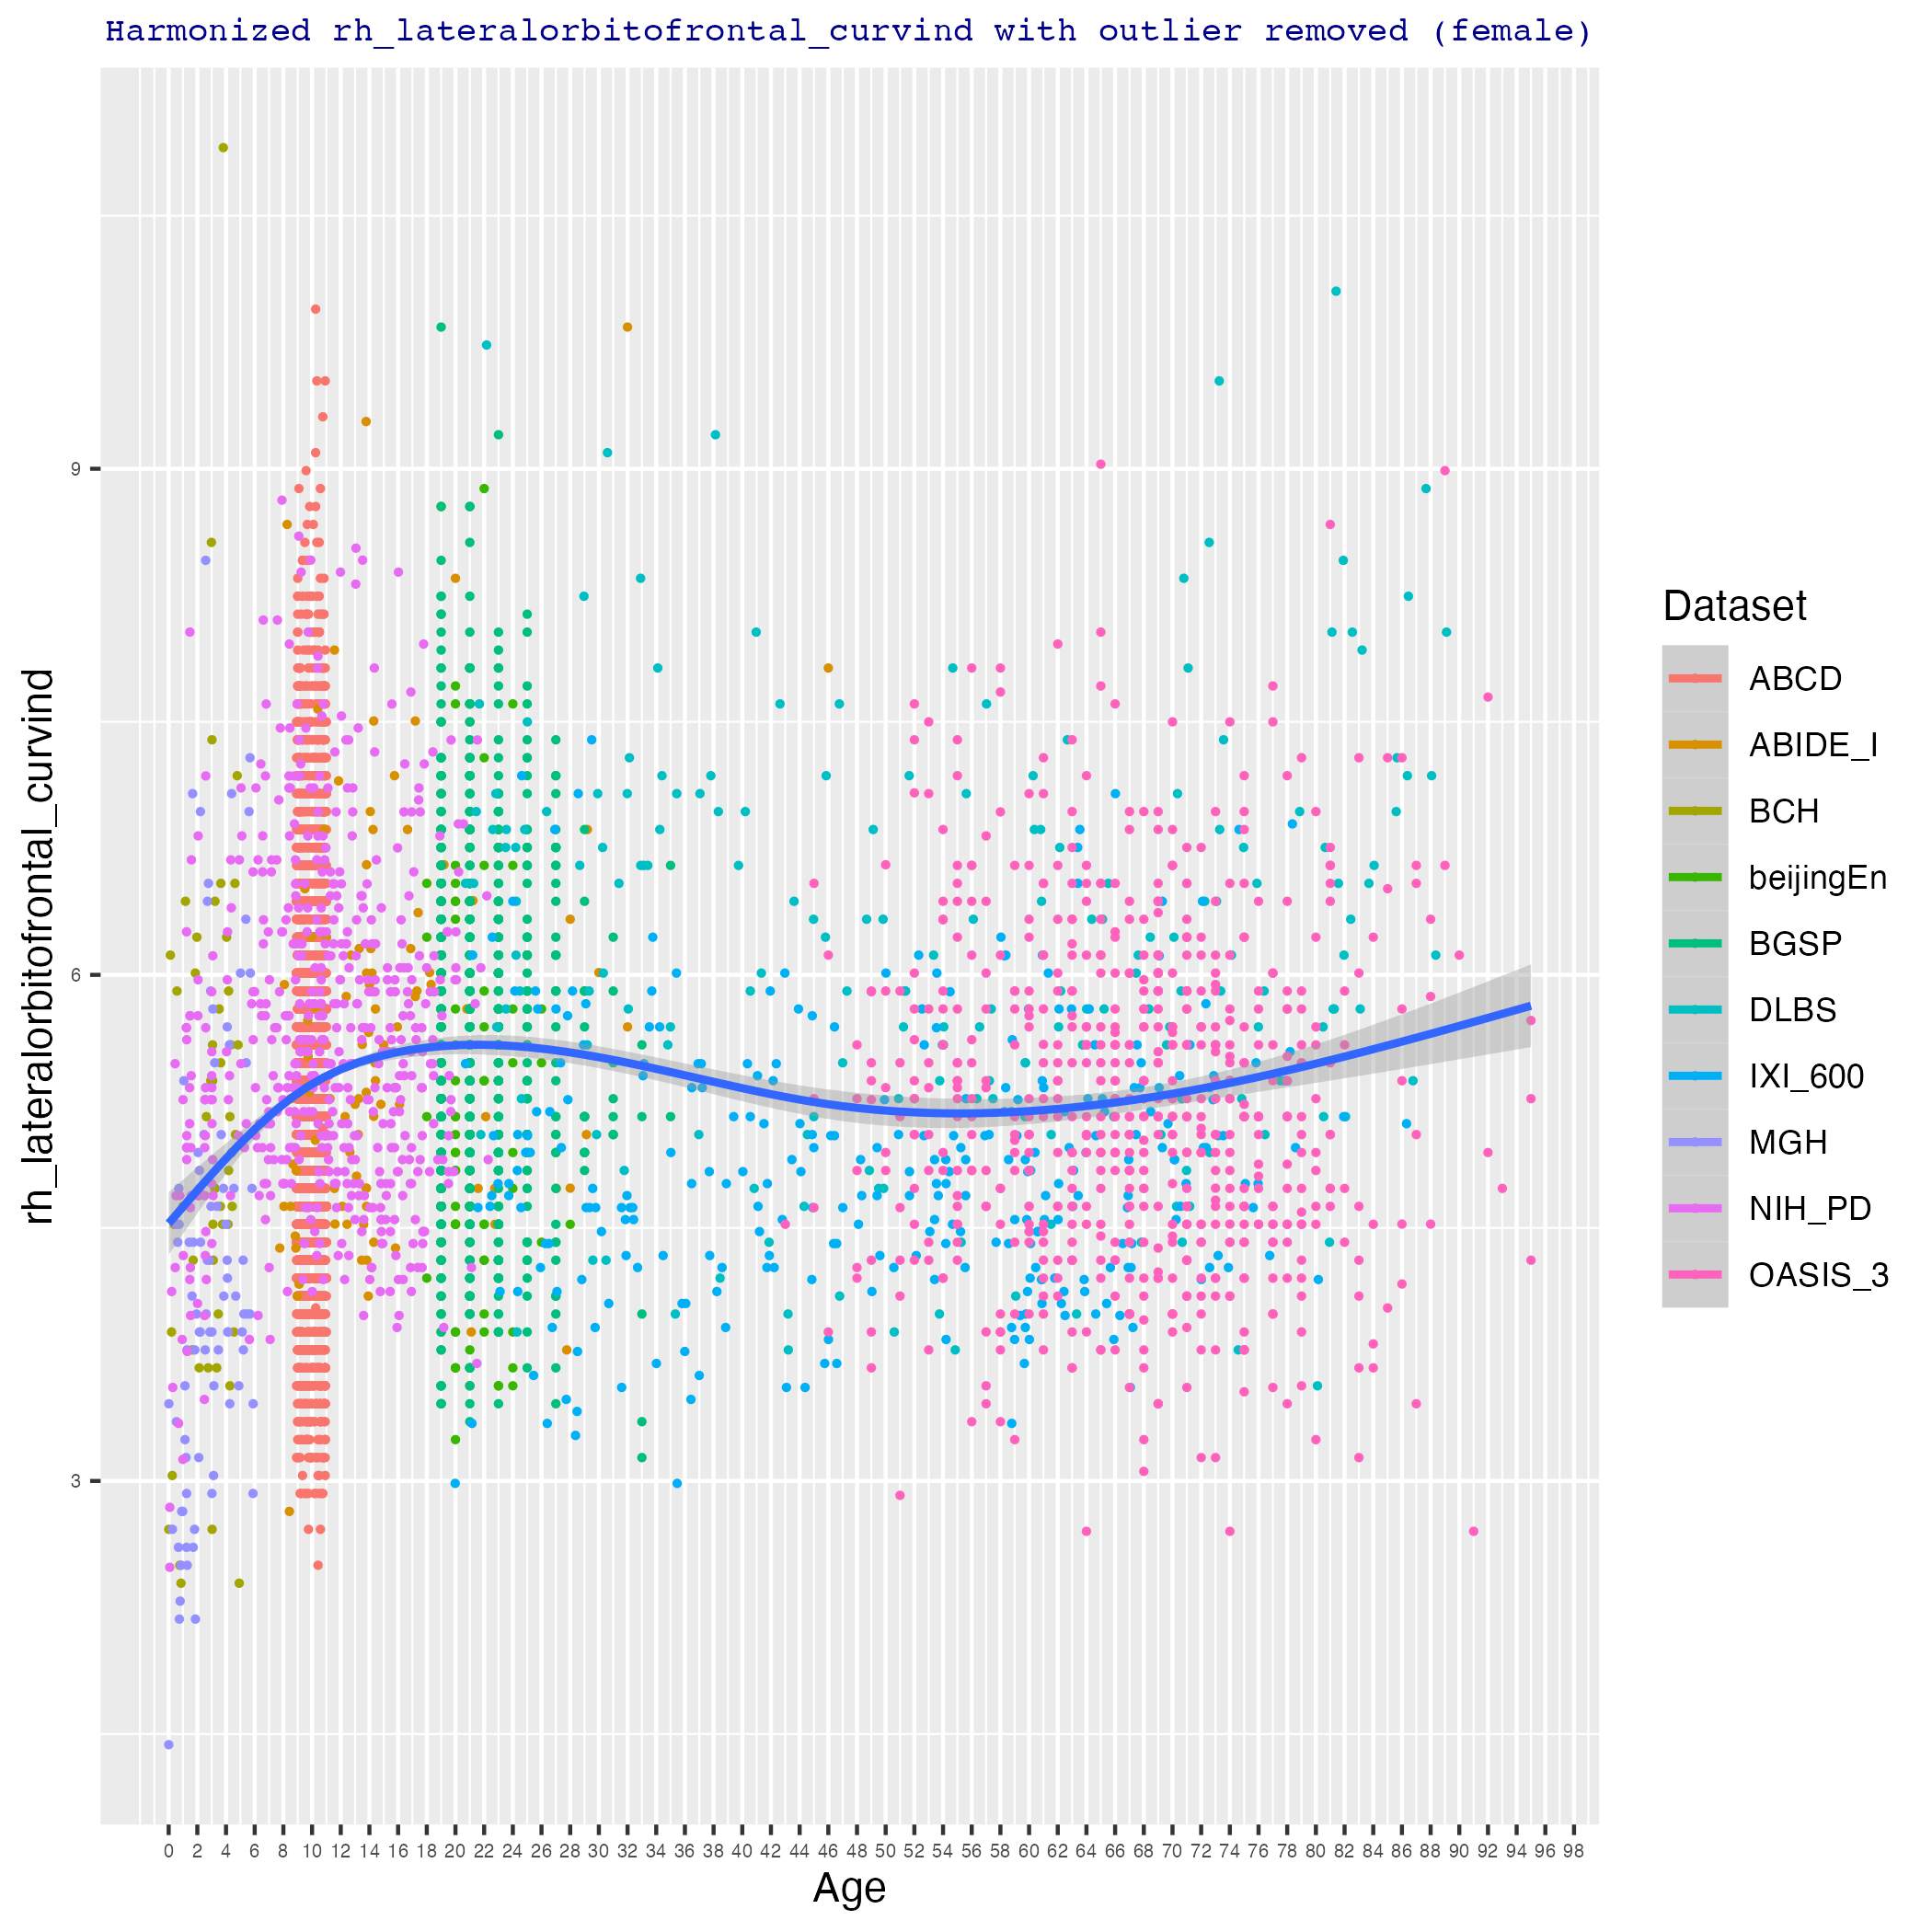 Harmonized rh_lateralorbitofrontal_curvind with outlier removed (female)
rh_lateralorbitofrontal_curvind
9
6
3
0 2 4 6 8 10 12 14 16 18 20 22 24 26 28 30 32 34 36 38 40 42 44 46 48 50 52 54 56 58 60 62 64 66 68 70 72 74 76 78 80 82 84 86 88 90 92 94 96 98
Age
Dataset
ABCD
ABIDE_I
BCH
beijingEn
BGSP
DLBS
IXI_600
MGH
NIH_PD
OASIS_3